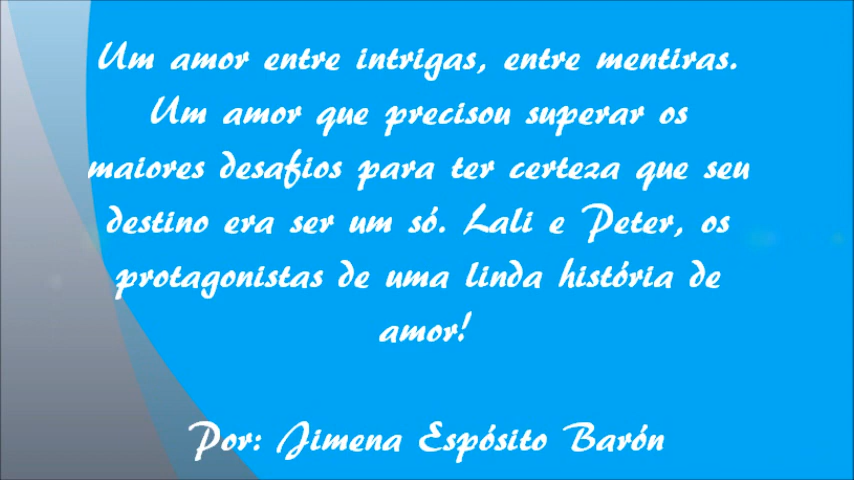 Um amor entre intrigas, entre mentiras.
Um amor que precisou superar os
maiores desafios para ter certeza que seu
destino era ser um só. Lali e Peter, os
protagonistas de uma linda história de
amor!
Por: Jimena Espósito Barón